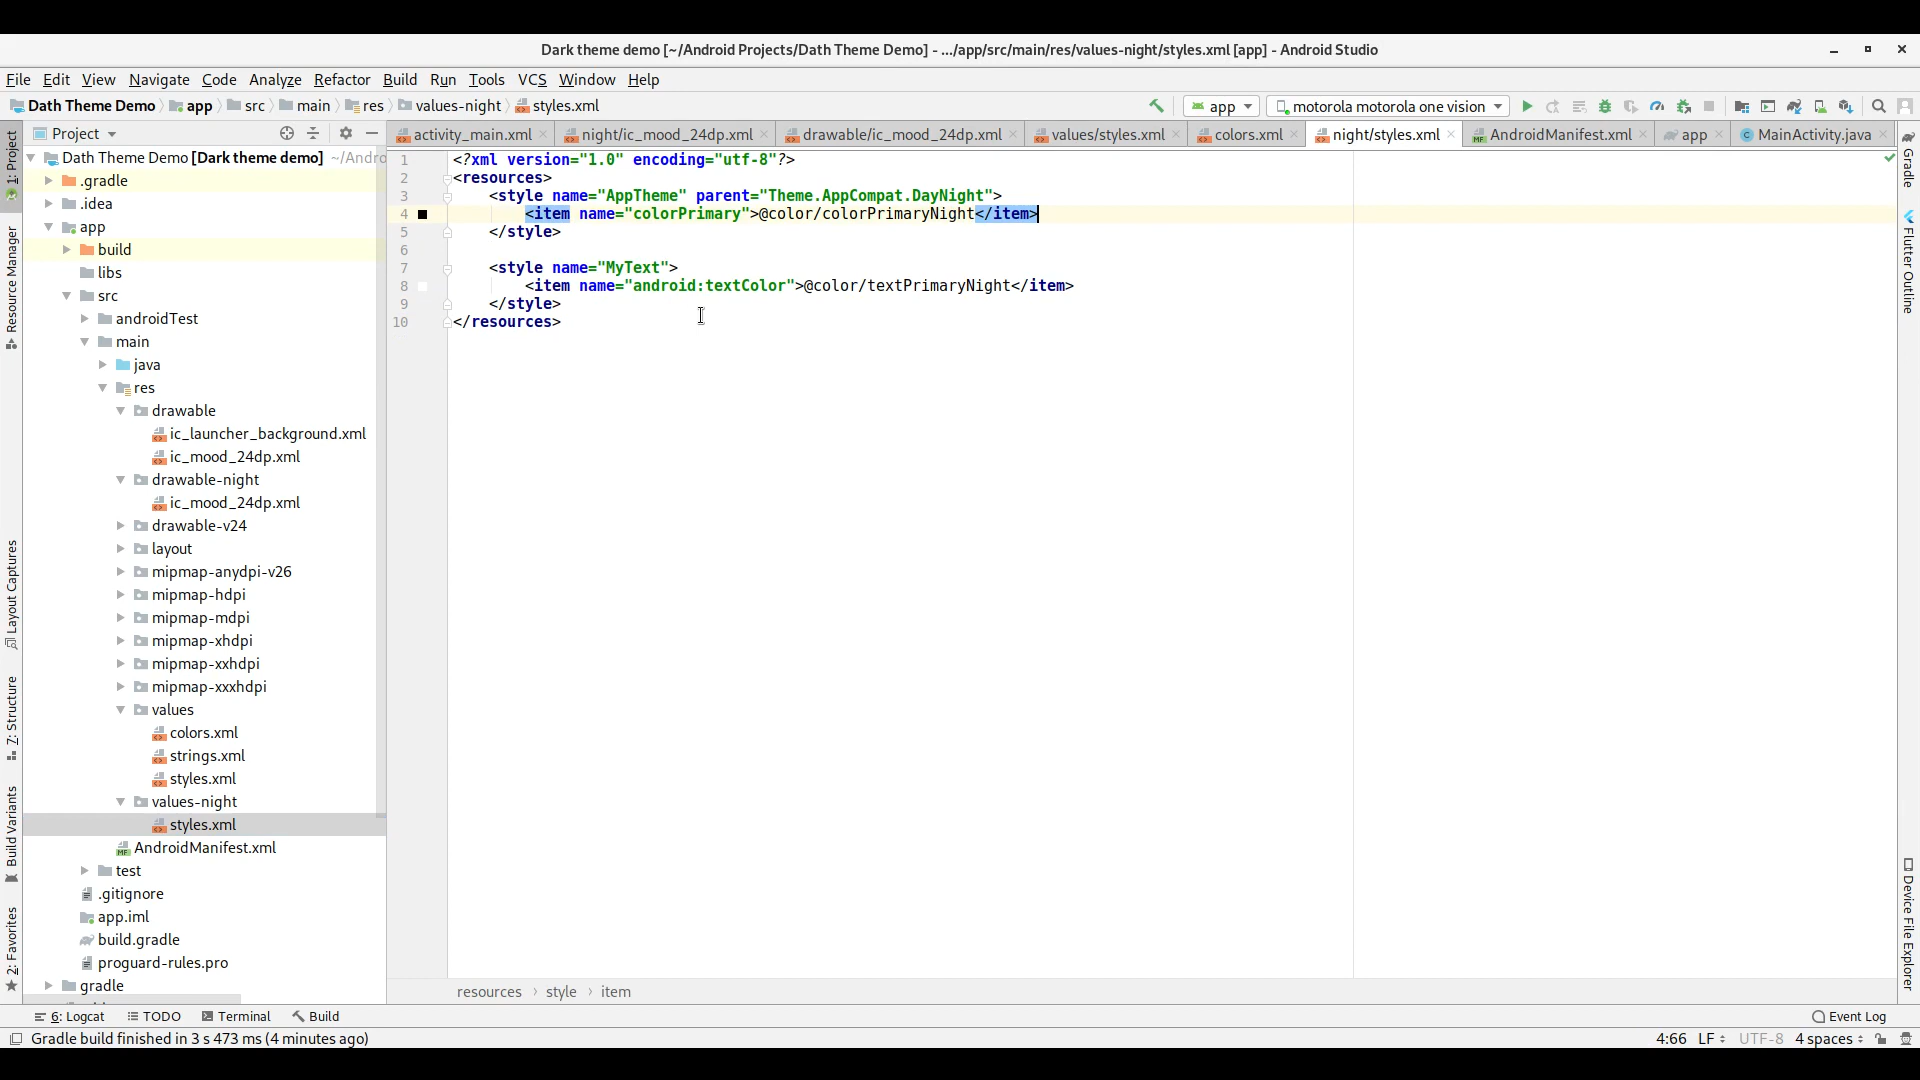 Dark theme demo [~/Android Projects/Dath Theme Demo] - .../app/src/main/res/values-night/styles.xml [app] - Android Studio
File Edit View Navigate Code Analyze Refactor Build Run Tools VCS Window Help
Dath Theme Demo app src main res values-night styles.xml app motorola motorola one vision
Project
activity_main.xml night/ic_mood_24dp.xml drawable/ic_mood_24dp.xml values/styles.xml colors.xml night/styles.xml AndroidManifest.xml app MainActivity.java
1: Project
Resource Manager
Layout Captures
7: Structure
Build Variants
2: Favorites
Dath Theme Demo [Dark theme demo] ~/Andro
.gradle
.idea
app
build
libs
src
androidTest
main
java
res
drawable
ic_launcher_background.xml
ic_mood_24dp.xml
drawable-night
ic_mood_24dp.xml
drawable-v24
layout
mipmap-anydpi-v26
mipmap-hdpi
mipmap-mdpi
mipmap-xhdpi
mipmap-xxhdpi
mipmap-xxxhdpi
values
colors.xml
strings.xml
styles.xml
values-night
styles.xml
AndroidManifest.xml
test
.gitignore
app.iml
build.gradle
proguard-rules.pro
gradle
1 <?xml version="1.0" encoding="utf-8"?>
2 <resources>
3 <style name="AppTheme" parent="Theme.AppCompat.DayNight">
4 <item name="colorPrimary">@color/colorPrimaryNight</item>
5 </style>
6
7 <style name="MyText">
8 <item name="android:textColor">@color/textPrimaryNight</item>
9 </style>
10 </resources>
Gradle
Flutter Outline
Device File Explorer
resources › style › item
6: Logcat TODO Terminal Build Event Log
Gradle build finished in 3 s 473 ms (4 minutes ago) 4:66 LF UTF-8 4 spaces